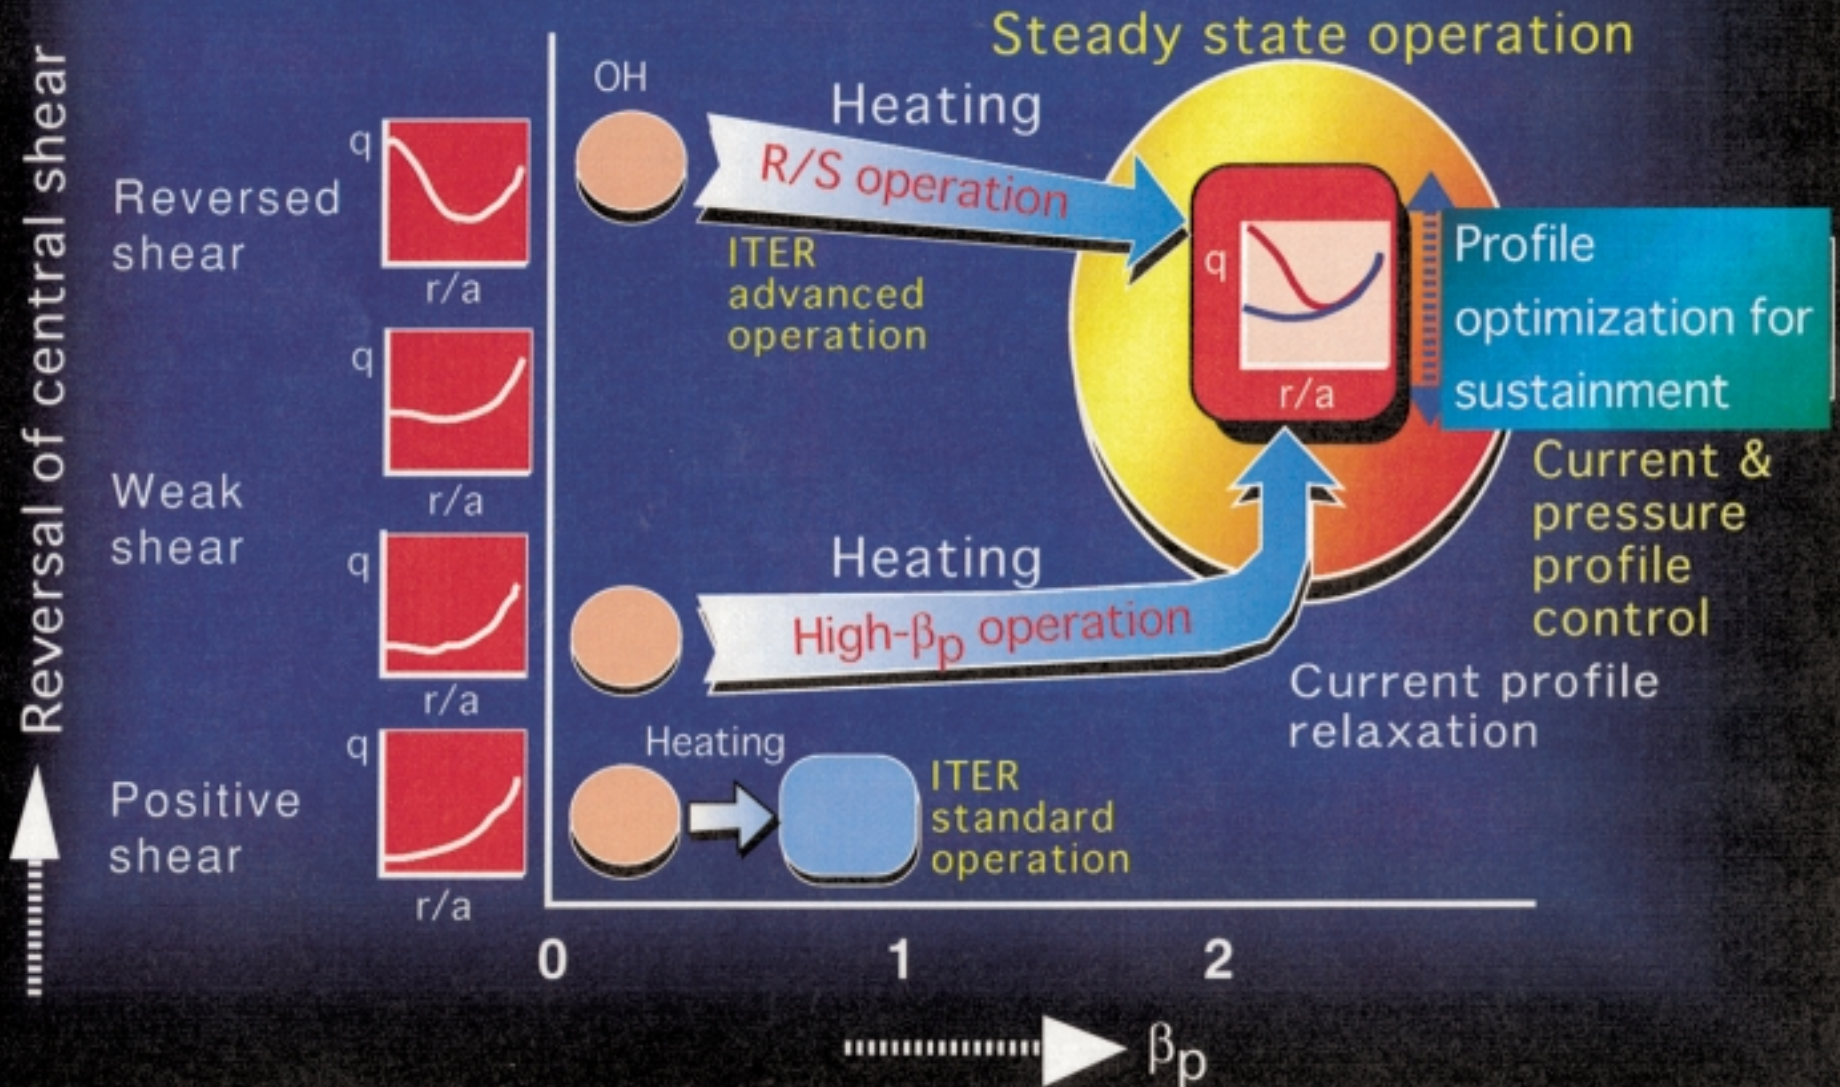 Steady state operation
Reversal of central shear
OH
Heating
R/S operation
ITER
advanced
operation
Reversed
shear
q
r/a
q
r/a
Profile
optimization for
sustainment
Current &
pressure
profile
control
q
r/a
Weak
shear
q
r/a
Heating
High-βp operation
Current profile
relaxation
Positive
shear
q
r/a
Heating
ITER
standard
operation
0 1 2
βp